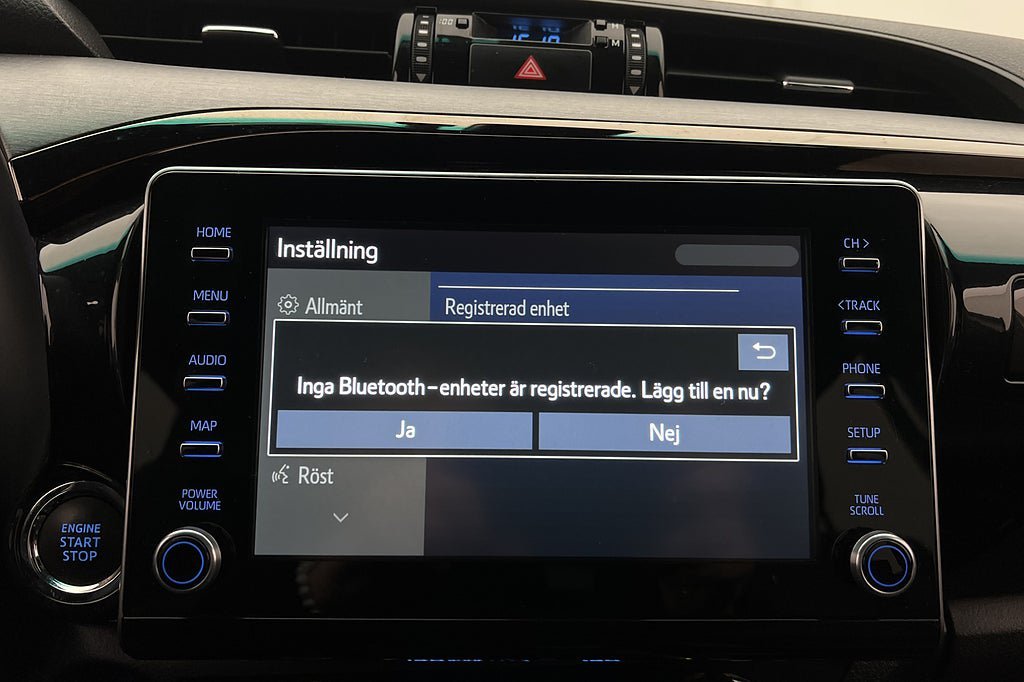 :00
H
M
HOME
MENU
AUDIO
MAP
POWER
VOLUME
ENGINE
START
STOP
Inställning
Allmänt
Registrerad enhet
Inga Bluetooth-enheter är registrerade. Lägg till en nu?
Ja
Nej
Röst
CH >
< TRACK
PHONE
SETUP
TUNE
SCROLL